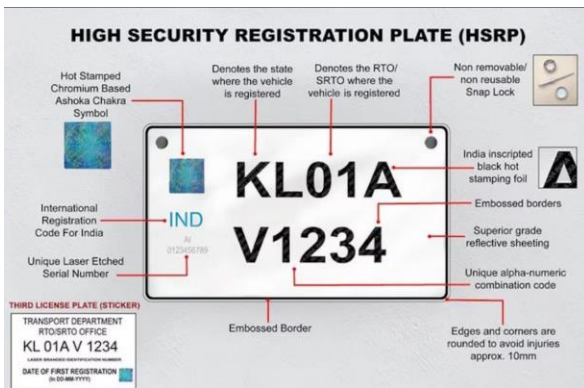 HIGH SECURITY REGISTRATION PLATE (HSRP)
Hot Stamped
Chromium Based
Ashoka Chakra
Symbol
Denotes the state
where the vehicle
is registered
Denotes the RTO/
SRTO where the
vehicle is registered
Non removable/
non reusable
Snap Lock
KL01A
V1234
IND
AI
0123456789
India inscripted
black hot
stamping foil
Embossed borders
International
Registration
Code For India
Superior grade
reflective sheeting
Unique Laser Etched
Serial Number
Unique alpha-numeric
combination code
Embossed Border
Edges and corners are
rounded to avoid injuries
approx. 10mm
THIRD LICENSE PLATE (STICKER)
TRANSPORT DEPARTMENT
RTO/SRTO OFFICE
KL 01A V 1234
LASER BRANDED IDENTIFICATION NUMBER
DATE OF FIRST REGISTRATION
(In DD-MM-YYYY)